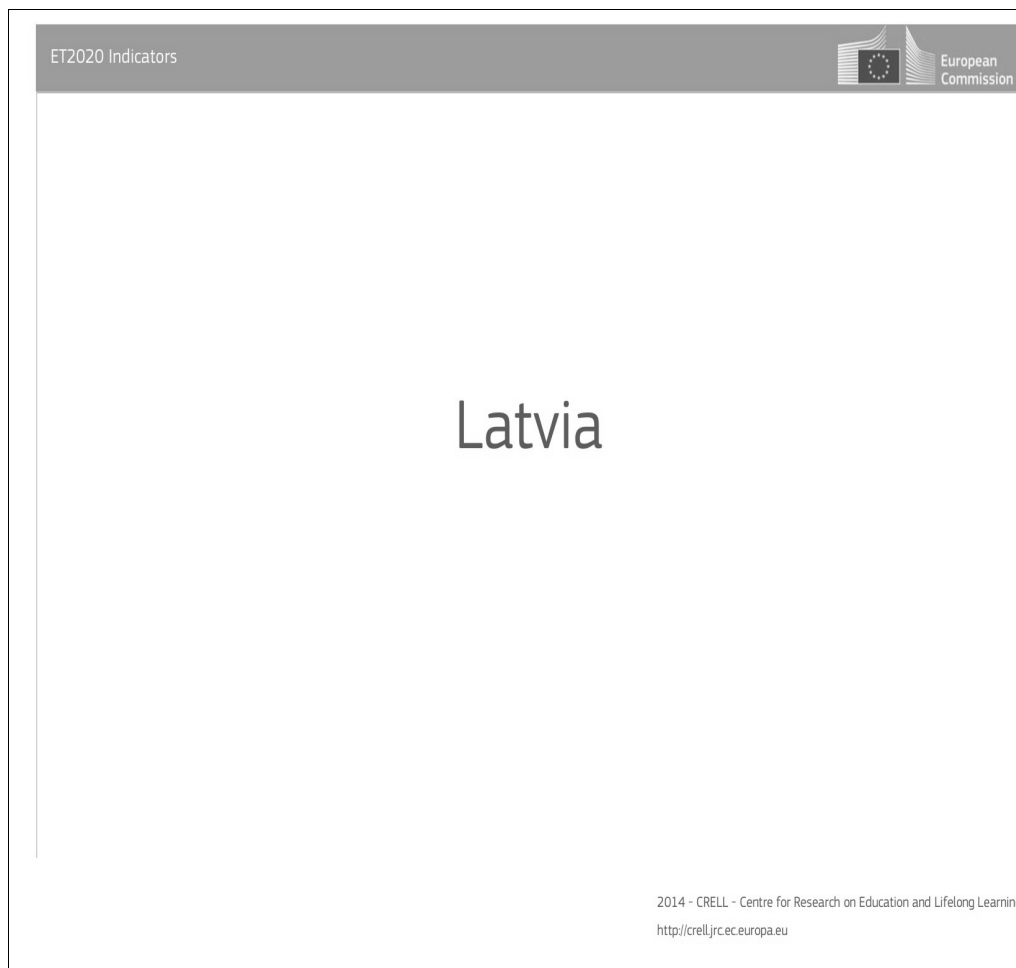 ET2020 Indicators
European
Commission
Latvia
2014 - CRELL - Centre for Research on Education and Lifelong Learnin
http://crell.jrc.ec.europa.eu